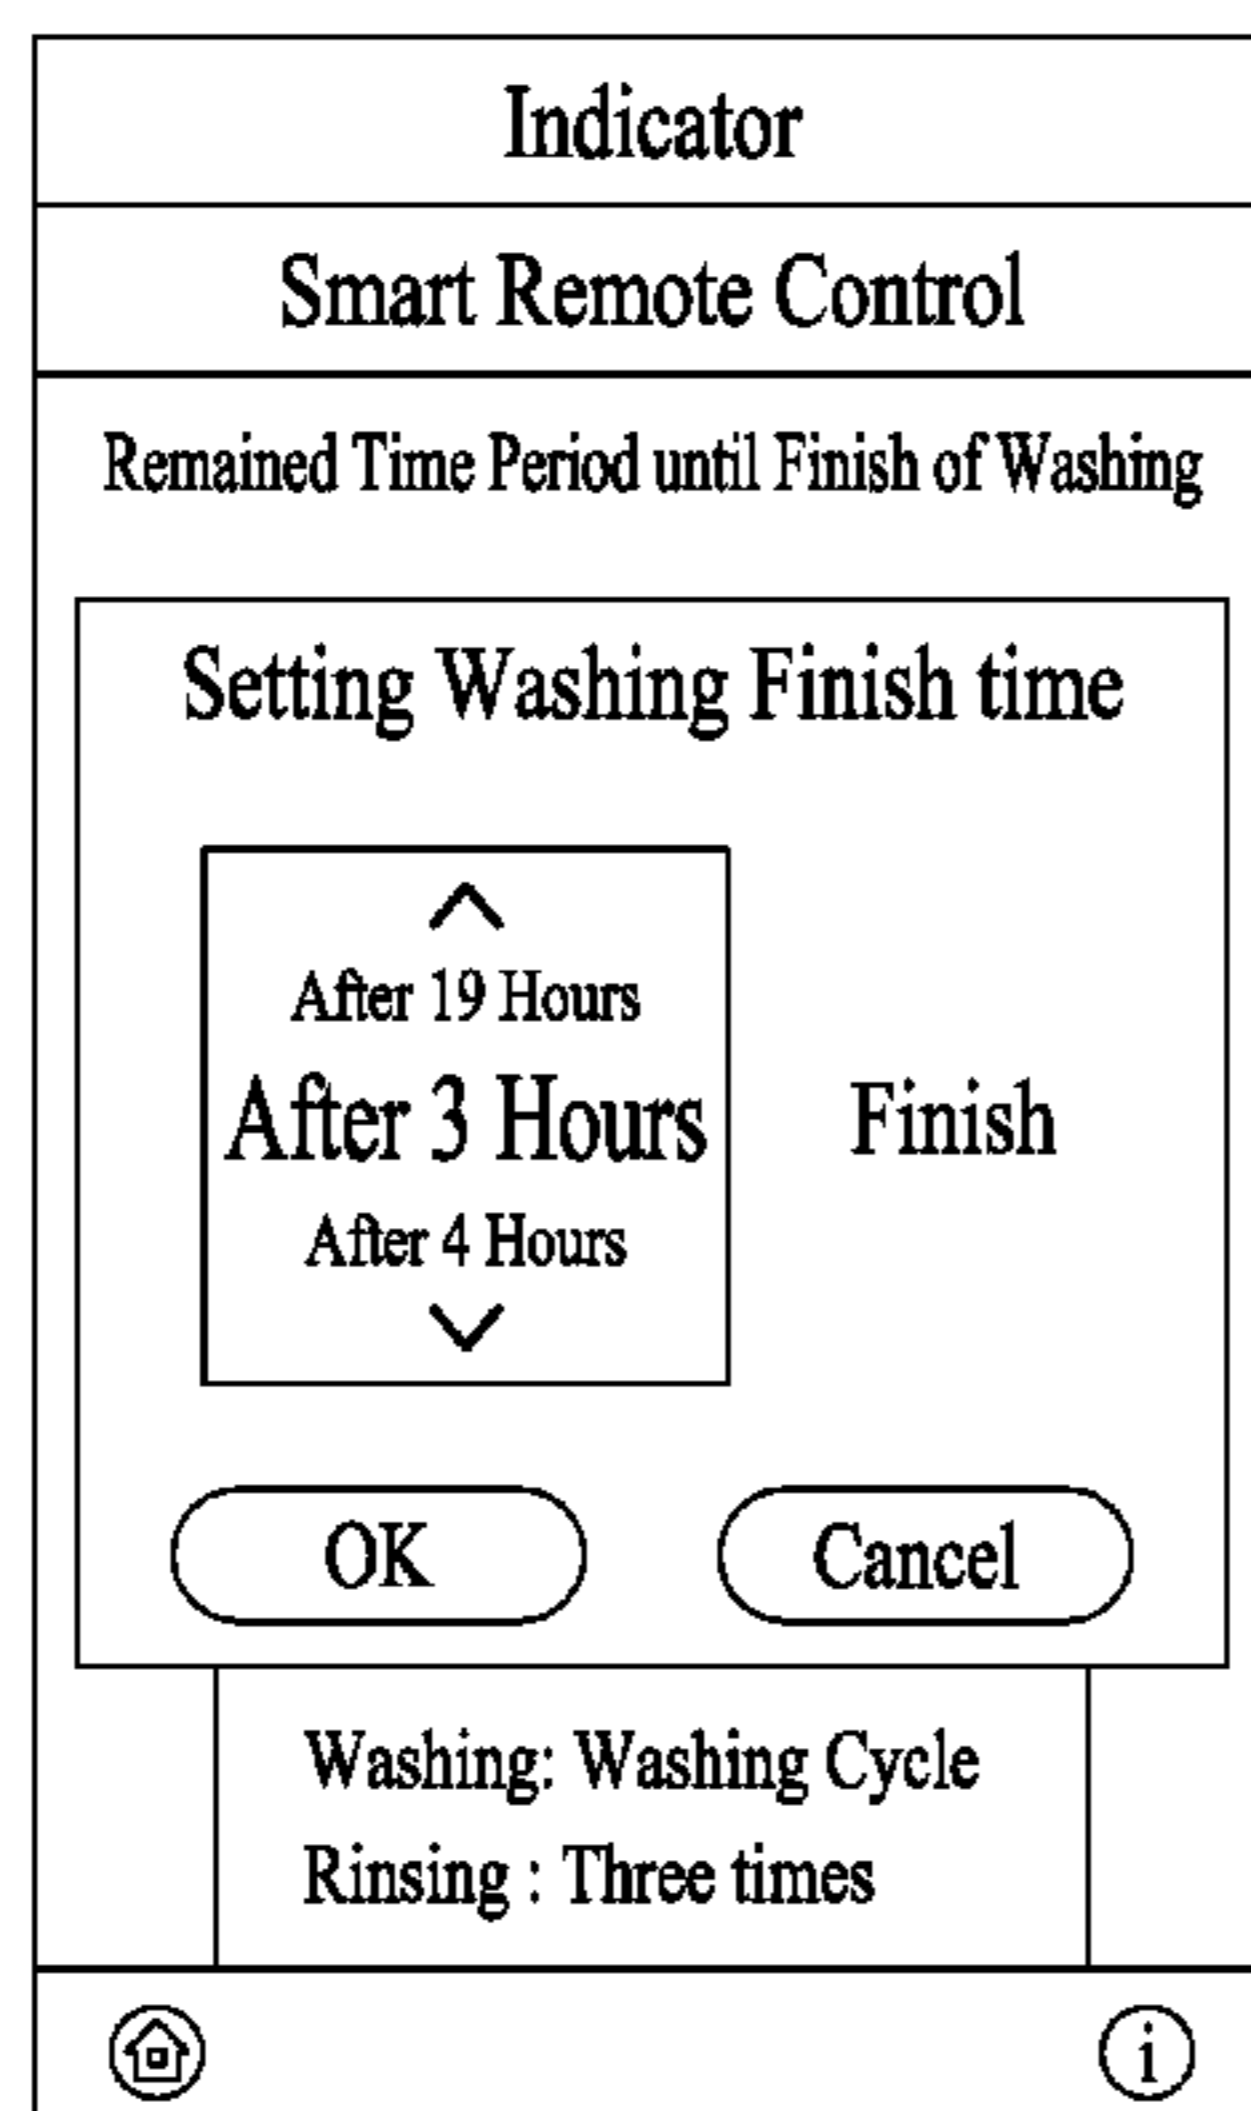 Indicator
Smart Remote Control
Remained Time Period until Finish of Washing
Setting Washing Finish time
After 19 Hours
After 3 Hours
Finish
After 4 Hours
OK
Cancel
Washing: Washing Cycle
Rinsing : Three times
i